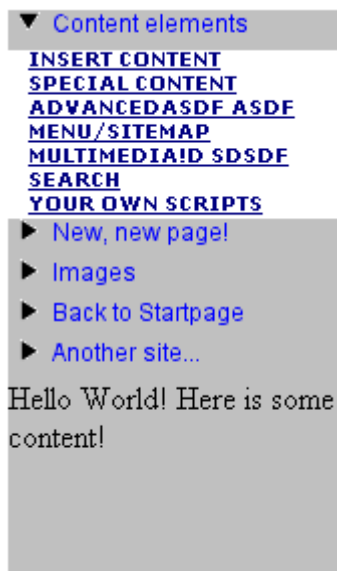 Content elements
INSERT CONTENT
SPECIAL CONTENT
ADVANCEDASDF ASDF
MENU/SITEMAP
MULTIMEDIA!D SDSDF
SEARCH
YOUR OWN SCRIPTS
New, new page!
Images
Back to Startpage
Another site...
Hello World! Here is some
content!